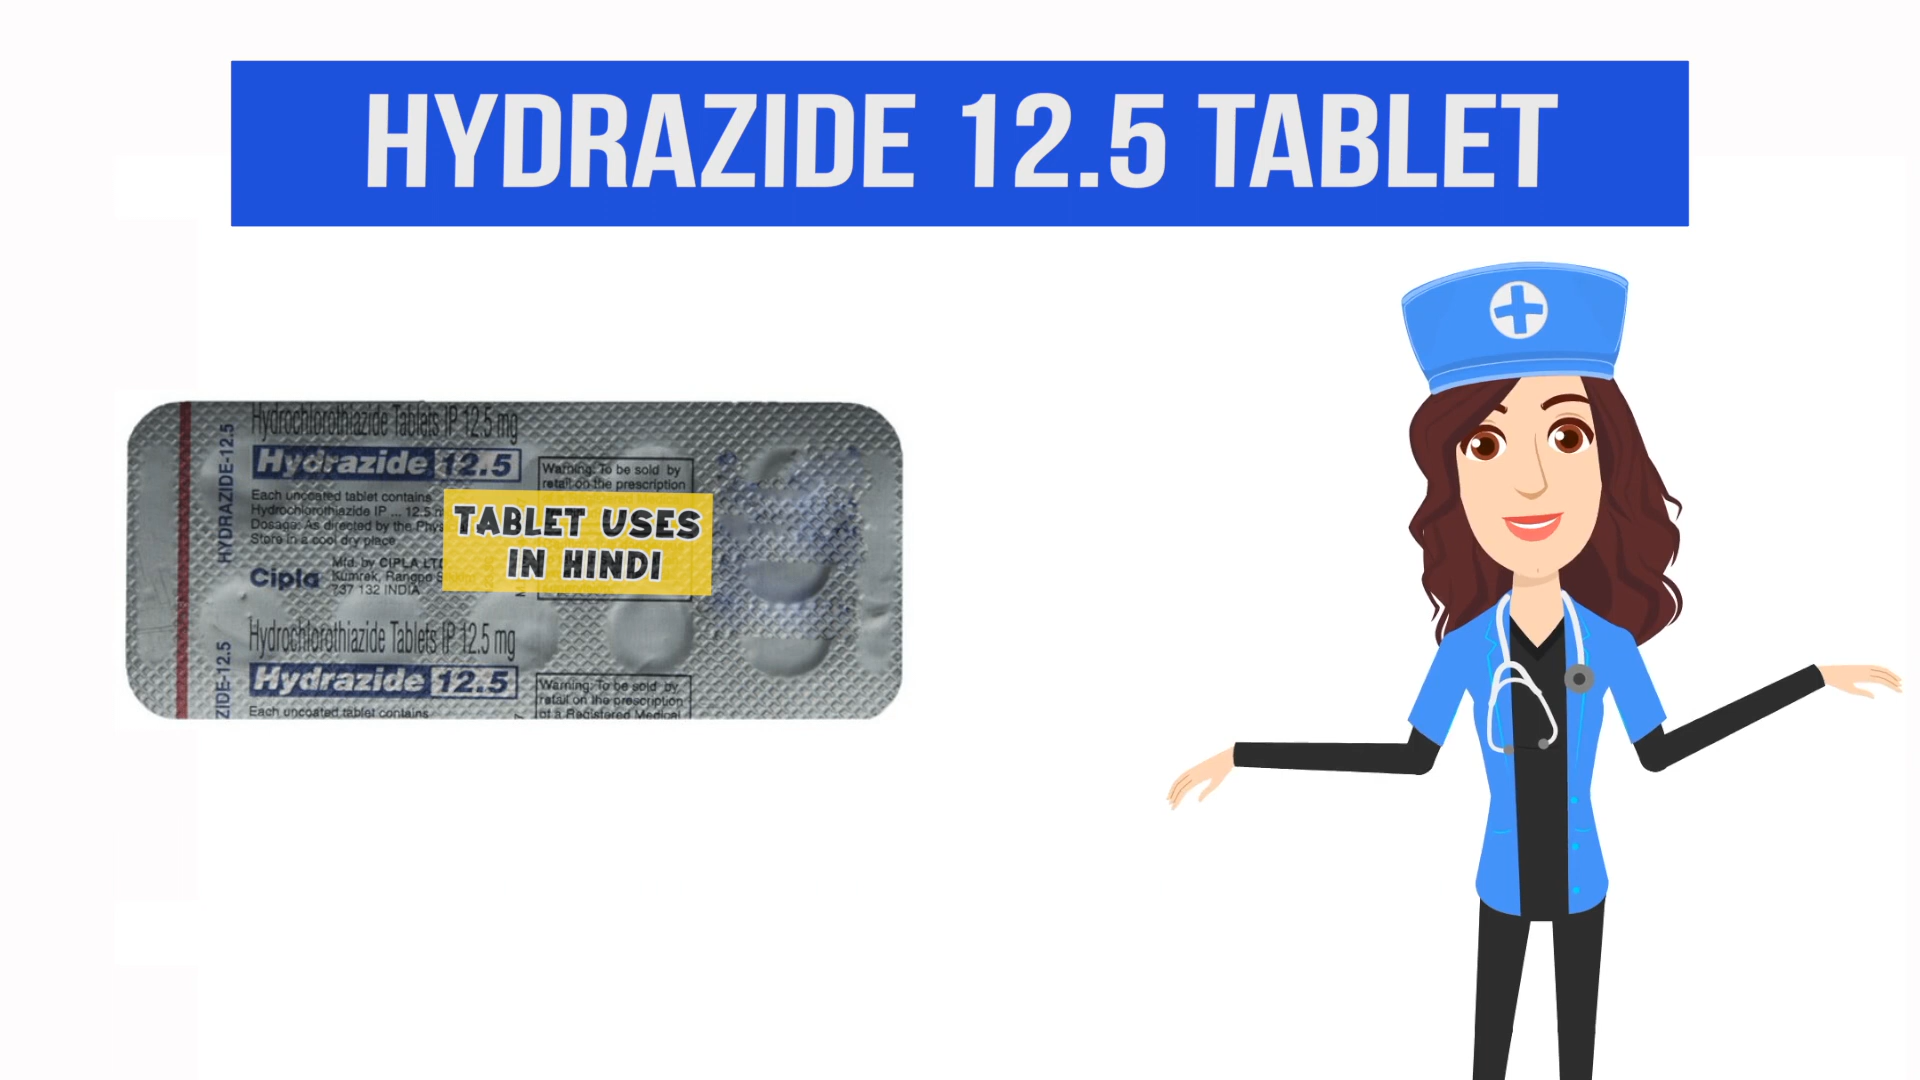 HYDRAZIDE 12.5 TABLET
HYDRAZIDE-12.5
Hydrochlorothiazide Tablets IP 12.5 mg
Hydrazide 12.5
Each uncoated tablet contains
Hydrochlorothiazide IP ... 12.5
Dosage: As directed by the
Store in a cool dry place
Cipla
Mfd. by CIPLA
Kumrek, Rangpo
737 132 INDIA
Warning: To be sold by
retail on the prescription
TABLET USES
IN HINDI
ZIDE-12.5
Hydrochlorothiazide Tablets IP 12.5 mg
Hydrazide 12.5
Each uncoated tablet contains
Warning: To be sold by
retail on the prescription
of a Registered Medical